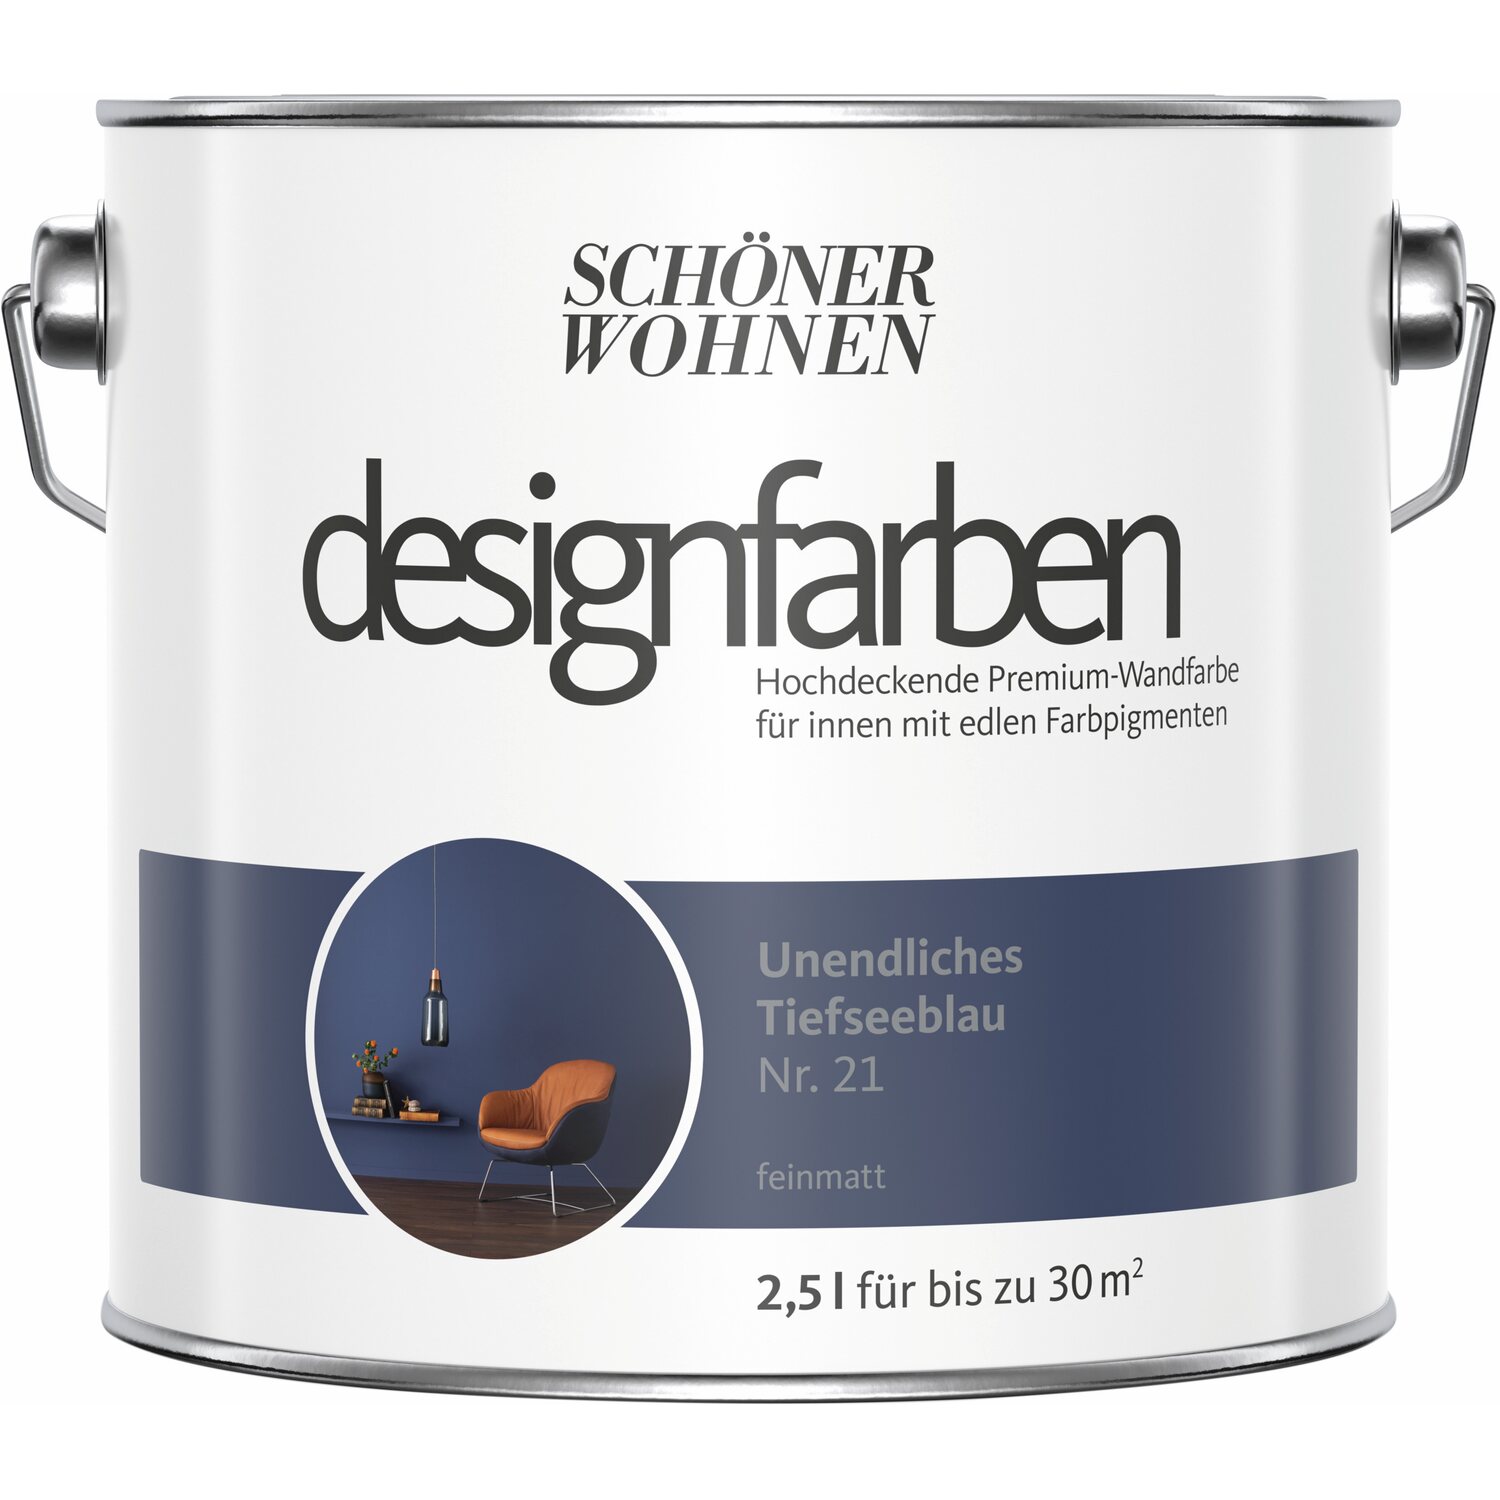 SCHÖNER
WOHNEN
designfarben
Hochdeckende Premium-Wandfarbe
für innen mit edlen Farbpigmenten
Unendliches
Tiefseeblau
Nr. 21
feinmatt
2,5 l für bis zu 30 m²